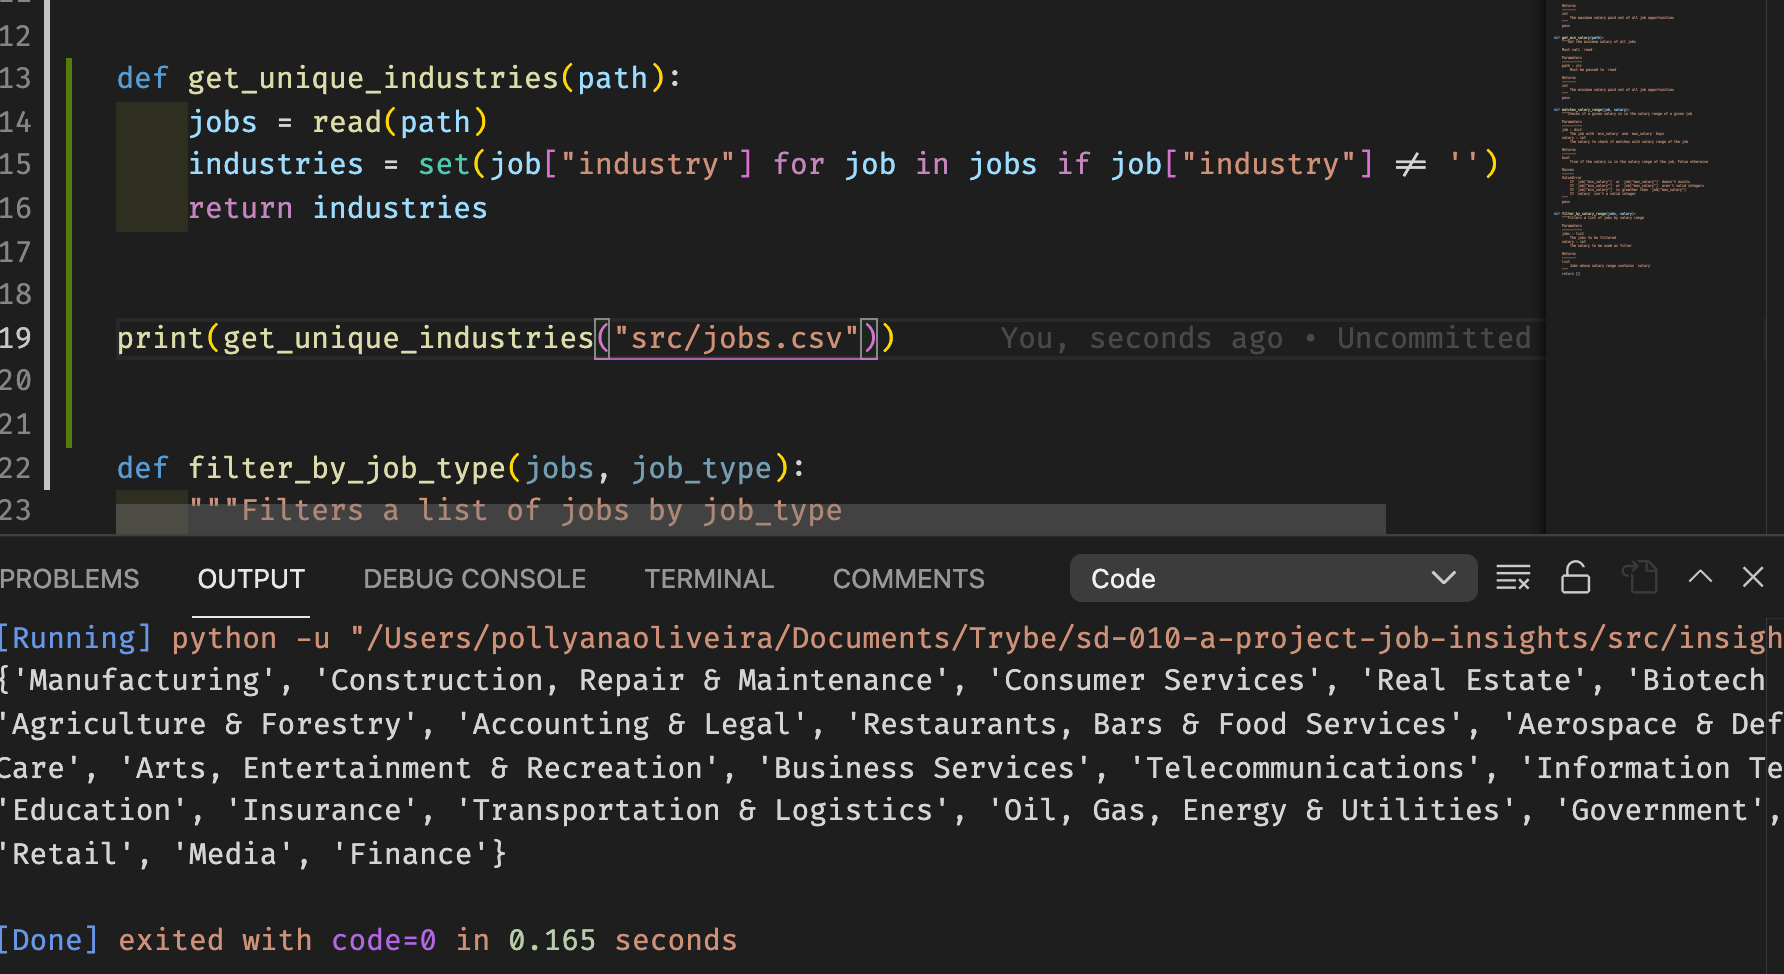 12
13 def get_unique_industries(path):
14 jobs = read(path)
15 industries = set(job["industry"] for job in jobs if job["industry"] != '')
16 return industries
17
18
19 print(get_unique_industries("src/jobs.csv")) You, seconds ago • Uncommitted
20
21
22 def filter_by_job_type(jobs, job_type):
23 """Filters a list of jobs by job_type
PROBLEMS OUTPUT DEBUG CONSOLE TERMINAL COMMENTS Code
[Running] python -u "/Users/pollyanaoliveira/Documents/Trybe/sd-010-a-project-job-insights/src/insigh
{'Manufacturing', 'Construction, Repair & Maintenance', 'Consumer Services', 'Real Estate', 'Biotech
'Agriculture & Forestry', 'Accounting & Legal', 'Restaurants, Bars & Food Services', 'Aerospace & Def
Care', 'Arts, Entertainment & Recreation', 'Business Services', 'Telecommunications', 'Information Te
'Education', 'Insurance', 'Transportation & Logistics', 'Oil, Gas, Energy & Utilities', 'Government',
'Retail', 'Media', 'Finance'}
[Done] exited with code=0 in 0.165 seconds